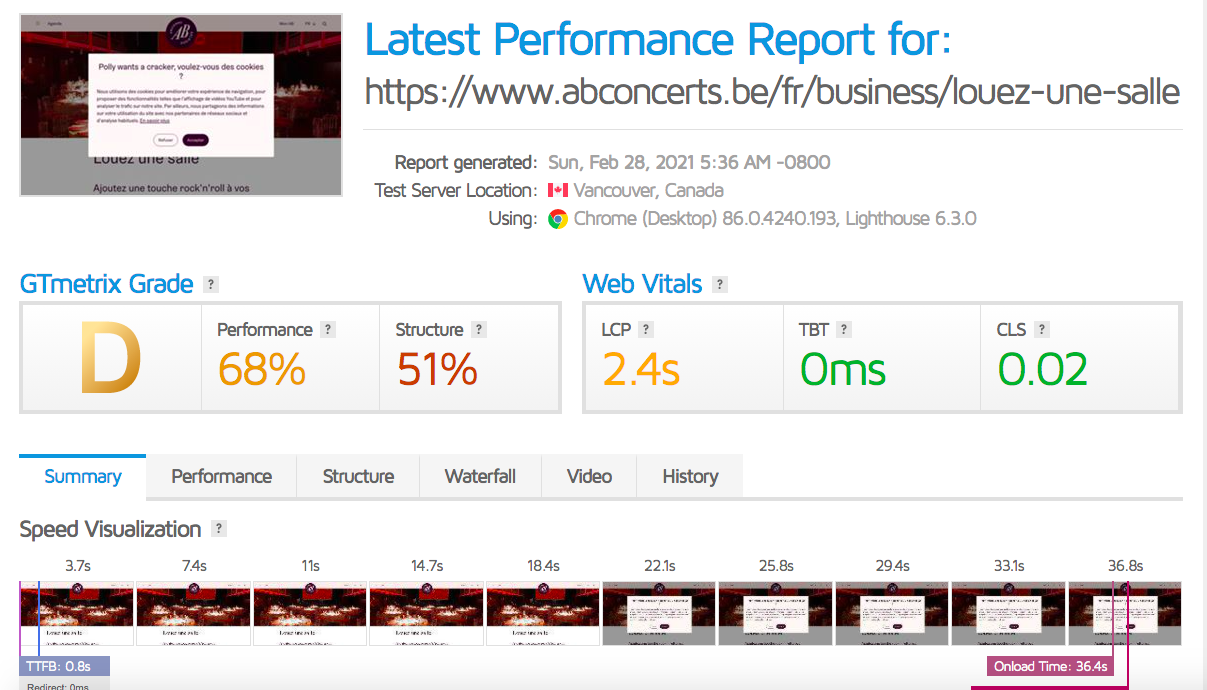 Agenda
Mon AB
FR
AB
Polly wants a cracker, voulez-vous des cookies
?
Nous utilisons des cookies pour améliorer votre expérience de navigation, pour
proposer des fonctionnalités telles que l'affichage de vidéos YouTube et pour
analyser le trafic sur notre site. Par ailleurs, nous partageons des informations
sur votre utilisation du site avec nos partenaires de réseaux sociaux et
d'analyse habituels. En savoir plus
Refuser Accepter
Louez une salle
Ajoutez une touche rock'n'roll à vos
Latest Performance Report for:
https://www.abconcerts.be/fr/business/louez-une-salle
Report generated: Sun, Feb 28, 2021 5:36 AM -0800
Test Server Location: Vancouver, Canada
Using: Chrome (Desktop) 86.0.4240.193, Lighthouse 6.3.0
GTmetrix Grade ?
D
Performance ?
68%
Structure ?
51%
Web Vitals ?
LCP ?
2.4s
TBT ?
0ms
CLS ?
0.02
Summary Performance Structure Waterfall Video History
Speed Visualization ?
3.7s 7.4s 11s 14.7s 18.4s 22.1s 25.8s 29.4s 33.1s 36.8s
TTFB: 0.8s
Onload Time: 36.4s
Redirect: 0ms